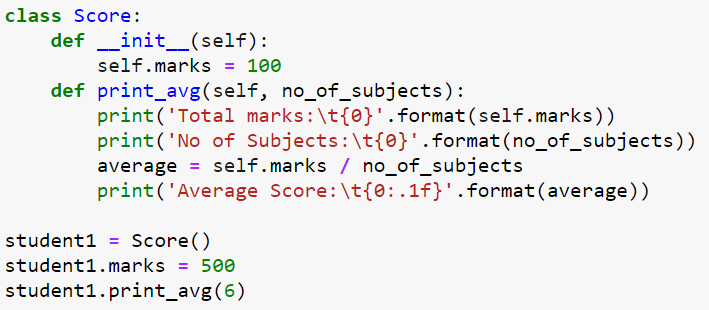 class Score:
    def __init__(self):
        self.marks = 100
    def print_avg(self, no_of_subjects):
        print('Total marks:\t{0}'.format(self.marks))
        print('No of Subjects:\t{0}'.format(no_of_subjects))
        average = self.marks / no_of_subjects
        print('Average Score:\t{0:.1f}'.format(average))

student1 = Score()
student1.marks = 500
student1.print_avg(6)